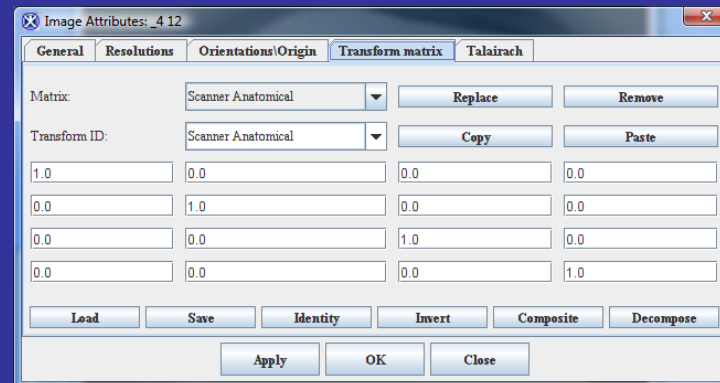 Image Attributes: _4 12
General Resolutions Orientations\Origin Transform matrix Talairach
Matrix: Scanner Anatomical Replace Remove
Transform ID: Scanner Anatomical Copy Paste
1.0 0.0 0.0 0.0
0.0 1.0 0.0 0.0
0.0 0.0 1.0 0.0
0.0 0.0 0.0 1.0
Load Save Identity Invert Composite Decompose
Apply OK Close